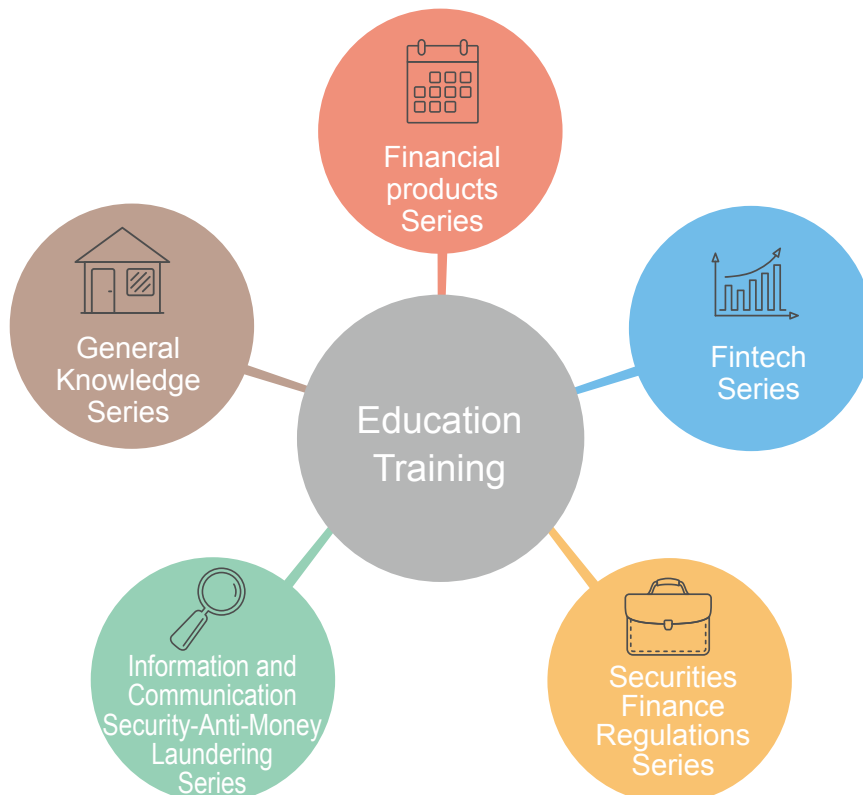 Financial
products
Series
General
Knowledge
Series
Fintech
Series
Education
Training
Information and
Communication
Security-Anti-Money
Laundering
Series
Securities
Finance
Regulations
Series